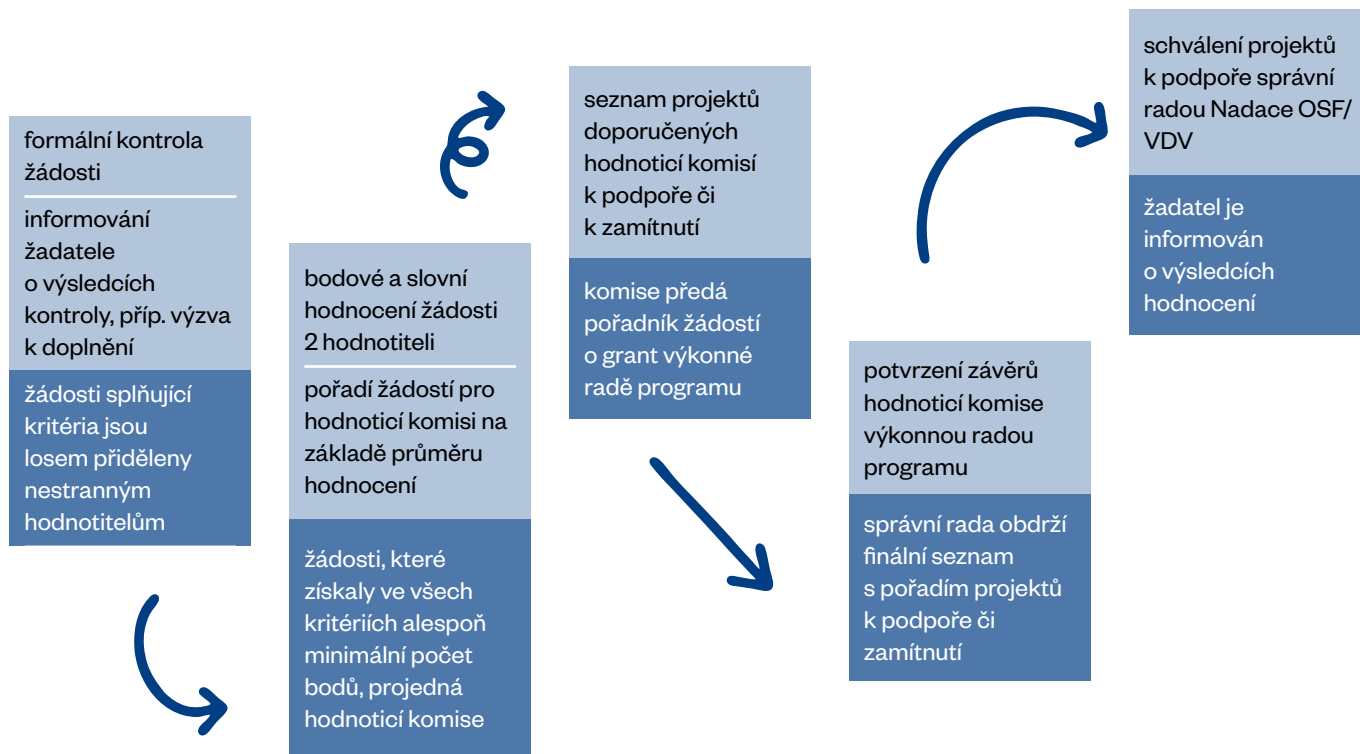 formální kontrola
žádosti
informování
žadatele
o výsledcích
kontroly, příp. výzva
k doplnění
žádosti splňující
kritéria jsou
losem přiděleny
nestranným
hodnotitelům
bodové a slovní
hodnocení žádosti
2 hodnotiteli
pořadí žádostí pro
hodnoticí komisi na
základě průměru
hodnocení
žádosti, které
získaly ve všech
kritériích alespoň
minimální počet
bodů, projedná
hodnoticí komise
seznam projektů
doporučených
hodnoticí komisí
k podpoře či
k zamítnutí
komise předá
pořadník žádostí
o grant výkonné
radě programu
potvrzení závěrů
hodnoticí komise
výkonnou radou
programu
správní rada obdrží
finální seznam
s pořadím projektů
k podpoře či
zamítnutí
schválení projektů
k podpoře správní
radou Nadace OSF/
VDV
žadatel je
informován
o výsledcích
hodnocení